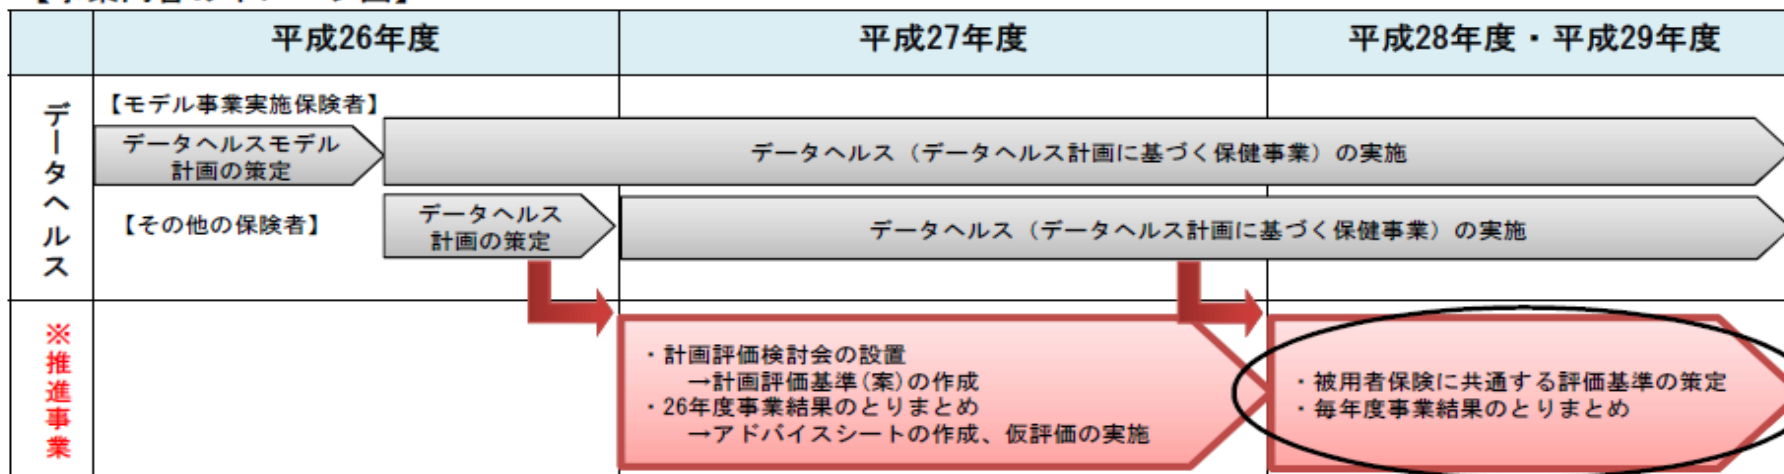 平成26年度
平成27年度
平成28年度・平成29年度
データヘルス
【モデル事業実施保険者】
データヘルスモデル
計画の策定
データヘルス（データヘルス計画に基づく保健事業）の実施
【その他の保険者】
データヘルス
計画の策定
データヘルス（データヘルス計画に基づく保健事業）の実施
※推進事業
・計画評価検討会の設置
→計画評価基準(案)の作成
・26年度事業結果のとりまとめ
→アドバイスシートの作成、仮評価の実施
・被用者保険に共通する評価基準の策定
・毎年度事業結果のとりまとめ